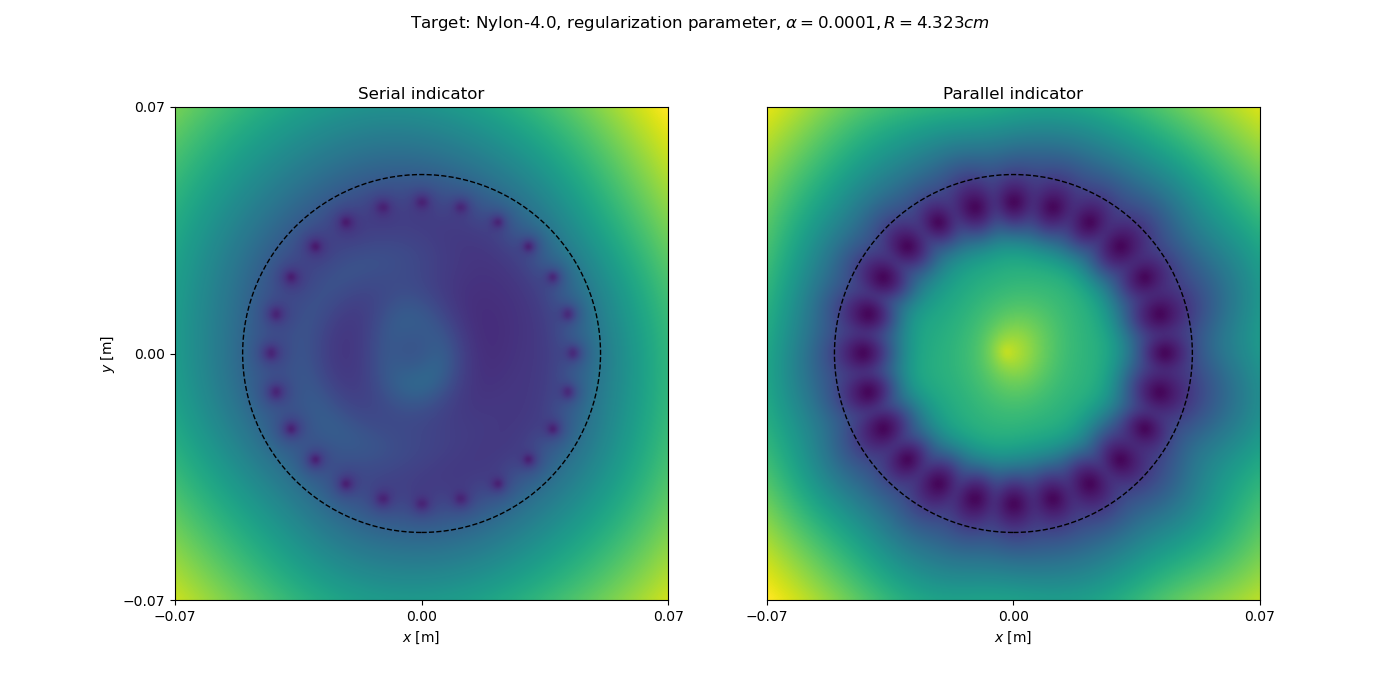 Target: Nylon-4.0, regularization parameter, α = 0.0001, R = 4.323cm
Serial indicator
Parallel indicator
0.07
0.00
−0.07
y [m]
−0.07 0.00 0.07
x [m]
−0.07 0.00 0.07
x [m]